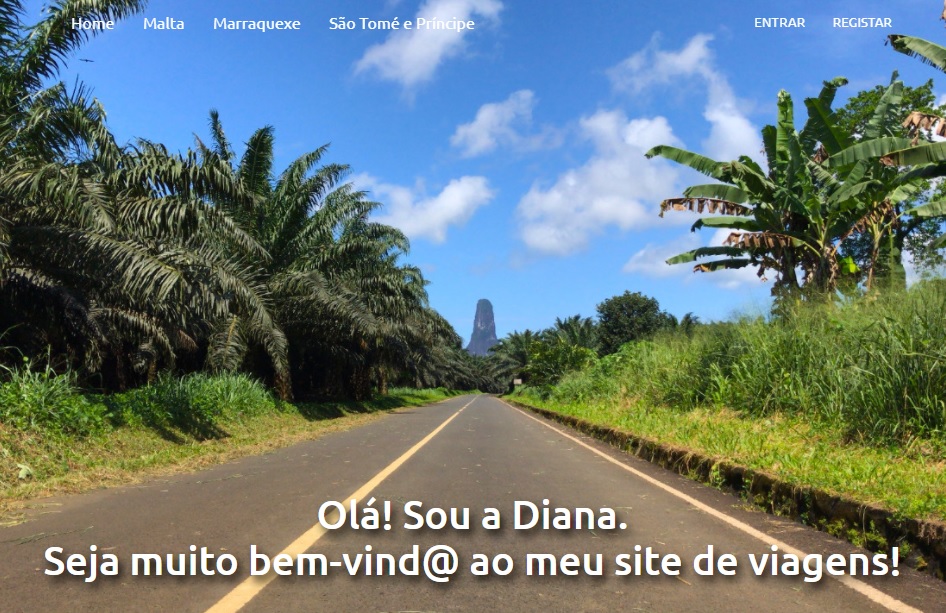 Home Malta Marraquexe São Tomé e Príncipe ENTRAR REGISTAR
Olá! Sou a Diana.
Seja muito bem-vind@ ao meu site de viagens!